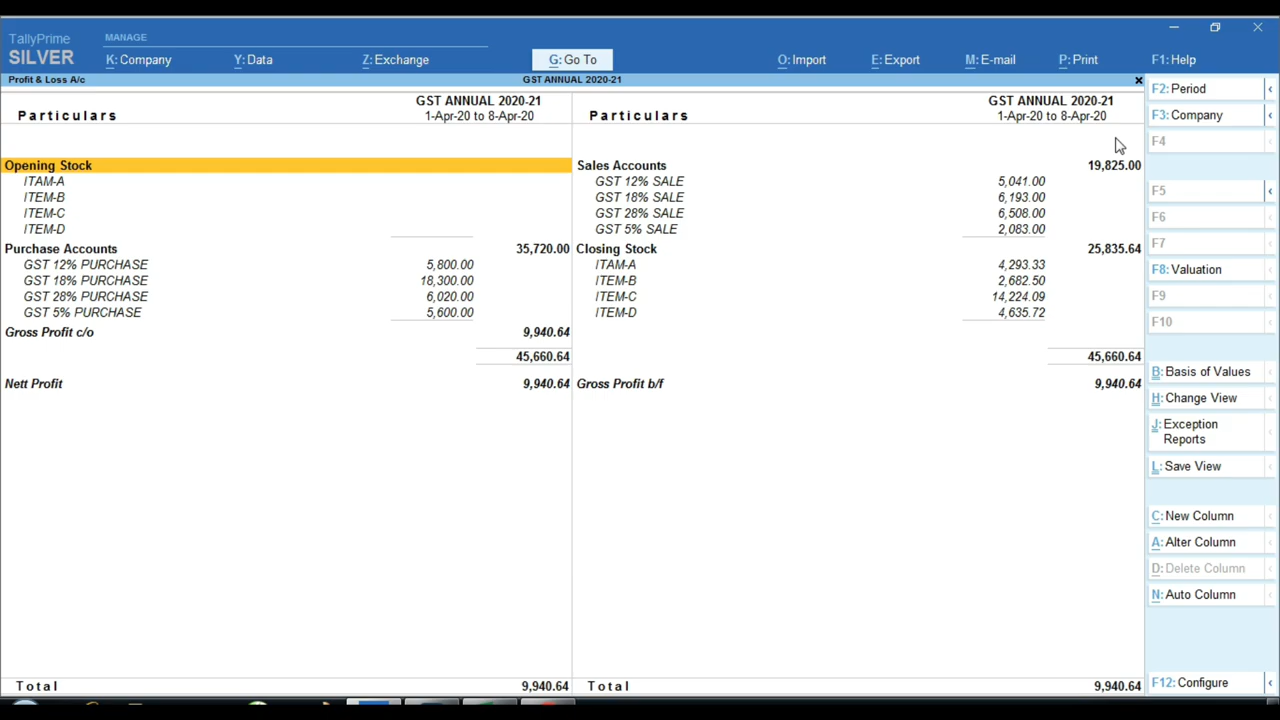 TallyPrime
SILVER
MANAGE
K: Company
Y: Data
Z: Exchange
G: Go To
O: Import
E: Export
M: E-mail
P: Print
F1: Help
Profit & Loss A/c
GST ANNUAL 2020-21
Particulars
GST ANNUAL 2020-21
1-Apr-20 to 8-Apr-20
Opening Stock
ITAM-A
ITEM-B
ITEM-C
ITEM-D
Purchase Accounts 35,720.00
GST 12% PURCHASE 5,800.00
GST 18% PURCHASE 18,300.00
GST 28% PURCHASE 6,020.00
GST 5% PURCHASE 5,600.00
Gross Profit c/o 9,940.64
45,660.64
Nett Profit 9,940.64
Total 9,940.64
Particulars
GST ANNUAL 2020-21
1-Apr-20 to 8-Apr-20
Sales Accounts 19,825.00
GST 12% SALE 5,041.00
GST 18% SALE 6,193.00
GST 28% SALE 6,508.00
GST 5% SALE 2,083.00
Closing Stock 25,835.64
ITAM-A 4,293.33
ITEM-B 2,682.50
ITEM-C 14,224.09
ITEM-D 4,635.72
45,660.64
Gross Profit b/f 9,940.64
Total 9,940.64
F2: Period
F3: Company
F4
F5
F6
F7
F8: Valuation
F9
F10
B: Basis of Values
H: Change View
J: Exception
Reports
L: Save View
C: New Column
A: Alter Column
D: Delete Column
N: Auto Column
F12: Configure